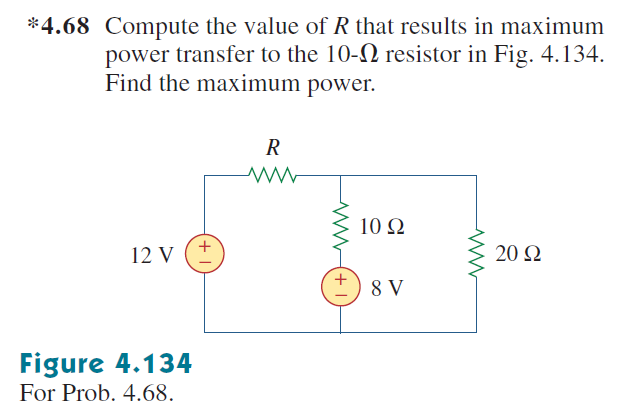 *4.68 Compute the value of R that results in maximum
power transfer to the 10-Ω resistor in Fig. 4.134.
Find the maximum power.
R
10 Ω
12 V
+
−
20 Ω
+
−
8 V
Figure 4.134
For Prob. 4.68.